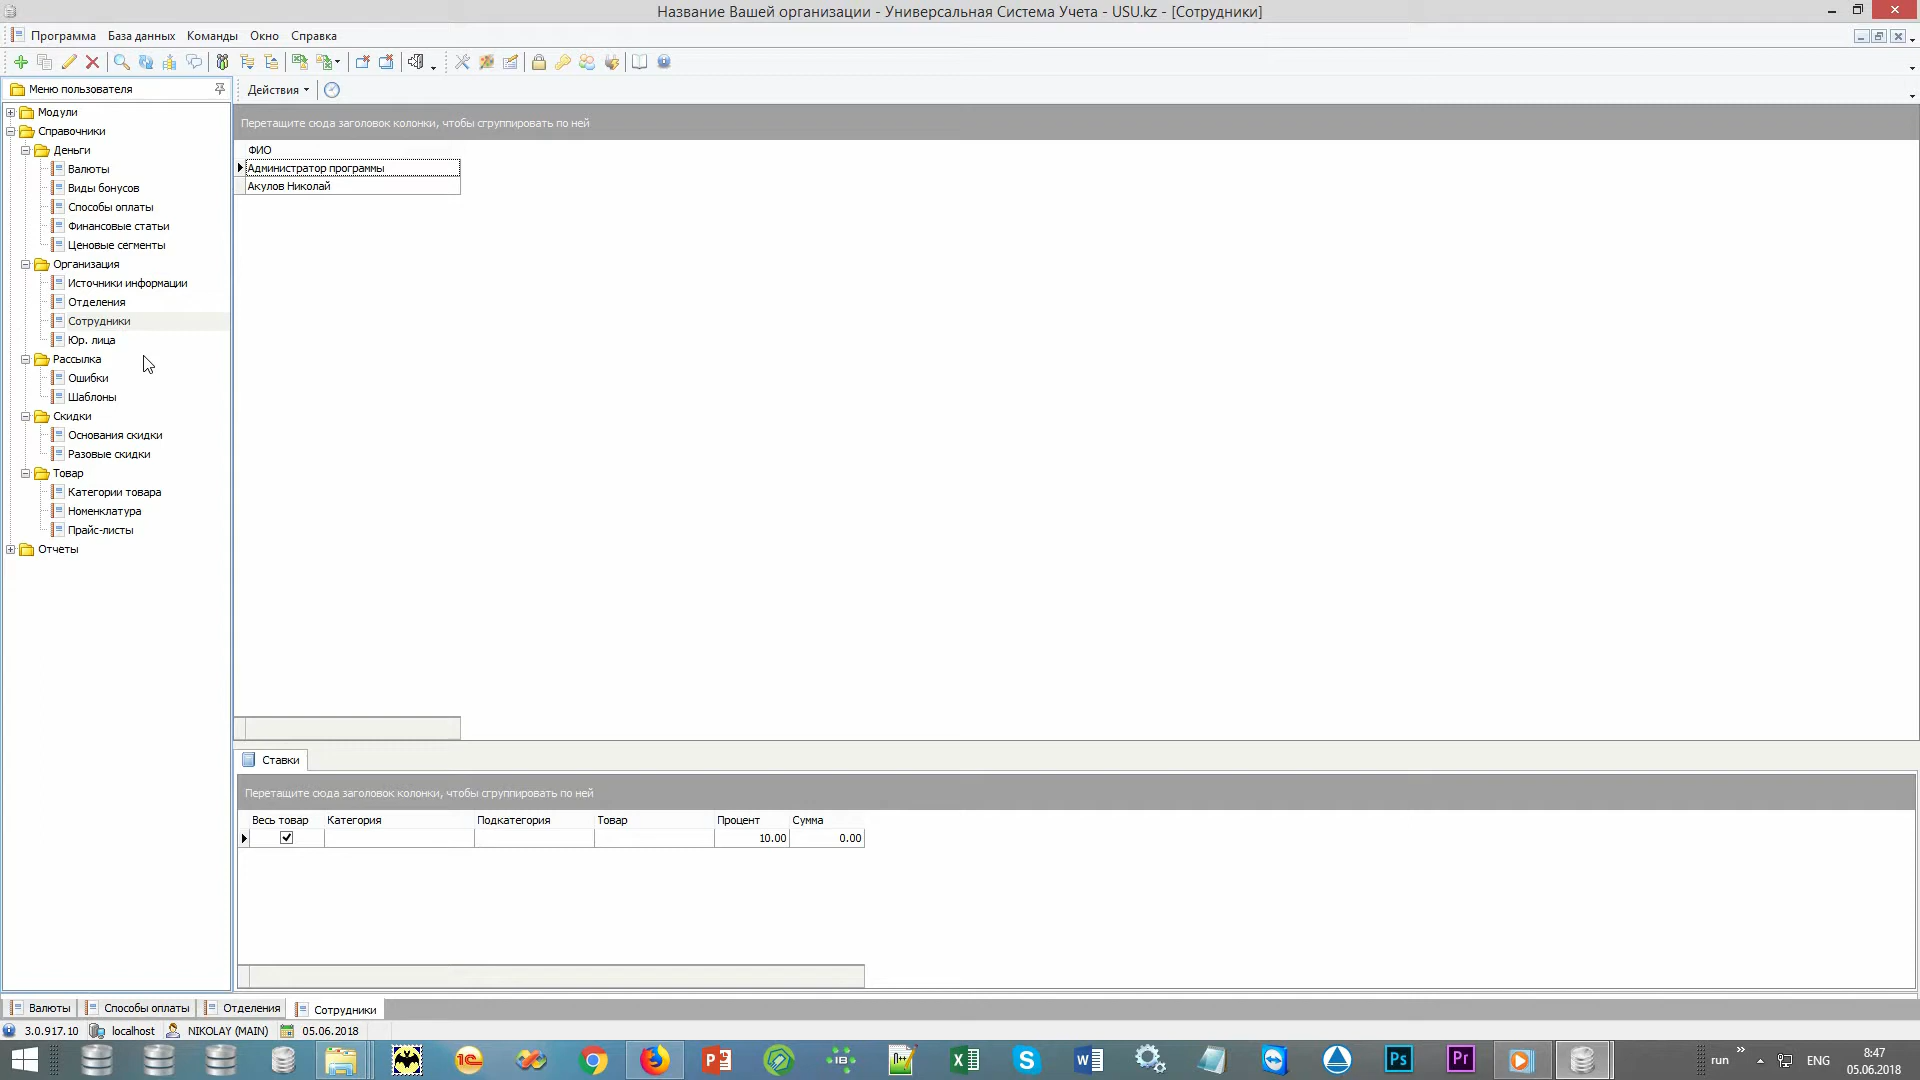 Название Вашей организации - Универсальная Система Учета - USU.kz - [Сотрудники]
Программа База данных Команды Окно Справка
Меню пользователя
Действия
Модули
Справочники
Деньги
Валюты
Виды бонусов
Способы оплаты
Финансовые статьи
Ценовые сегменты
Организация
Источники информации
Отделения
Сотрудники
Юр. лица
Рассылка
Ошибки
Шаблоны
Скидки
Основания скидки
Разовые скидки
Товар
Категории товара
Номенклатура
Прайс-листы
Отчеты
Перетащите сюда заголовок колонки, чтобы сгруппировать по ней
ФИО
Администратор программы
Акулов Николай
Ставки
Перетащите сюда заголовок колонки, чтобы сгруппировать по ней
Весь товар Категория Подкатегория Товар Процент Сумма
10.00 0.00
Валюты Способы оплаты Отделения Сотрудники
3.0.917.10 localhost NIKOLAY (MAIN) 05.06.2018
run ENG 8:47
05.06.2018